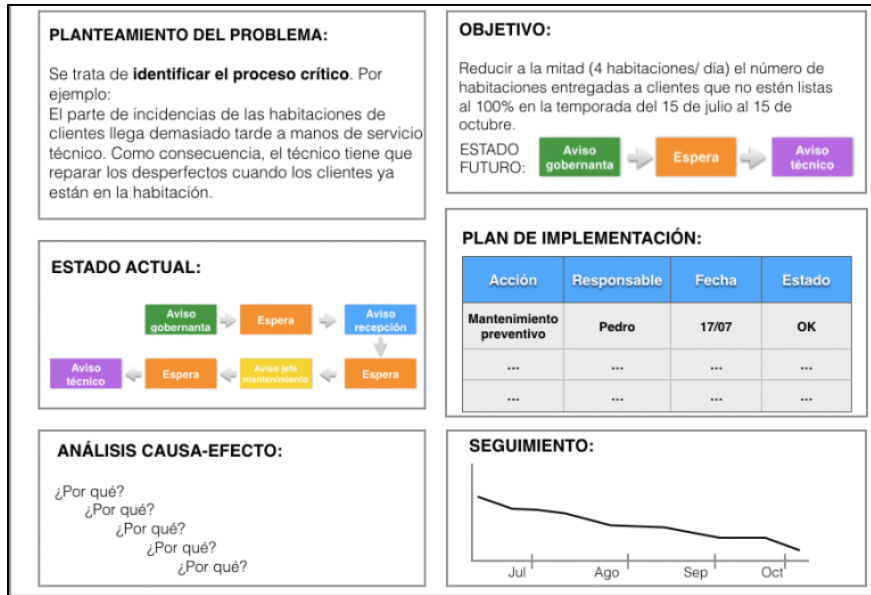 PLANTEAMIENTO DEL PROBLEMA:
Se trata de identificar el proceso crítico. Por
ejemplo:
El parte de incidencias de las habitaciones de
clientes llega demasiado tarde a manos de servicio
técnico. Como consecuencia, el técnico tiene que
reparar los desperfectos cuando los clientes ya
están en la habitación.
ESTADO ACTUAL:
Aviso
gobernanta
Espera
Aviso
recepción
Espera
Aviso jefe
mantenimiento
Espera
Aviso
técnico
ANÁLISIS CAUSA-EFECTO:
¿Por qué?
¿Por qué?
¿Por qué?
¿Por qué?
¿Por qué?
OBJETIVO:
Reducir a la mitad (4 habitaciones/ día) el número de
habitaciones entregadas a clientes que no estén listas
al 100% en la temporada del 15 de julio al 15 de
octubre.
ESTADO
FUTURO:
Aviso
gobernanta
Espera
Aviso
técnico
PLAN DE IMPLEMENTACIÓN:
Acción Responsable Fecha Estado
Mantenimiento
preventivo Pedro 17/07 OK
... ... ... ...
... ... ... ...
SEGUIMIENTO:
Jul Ago Sep Oct